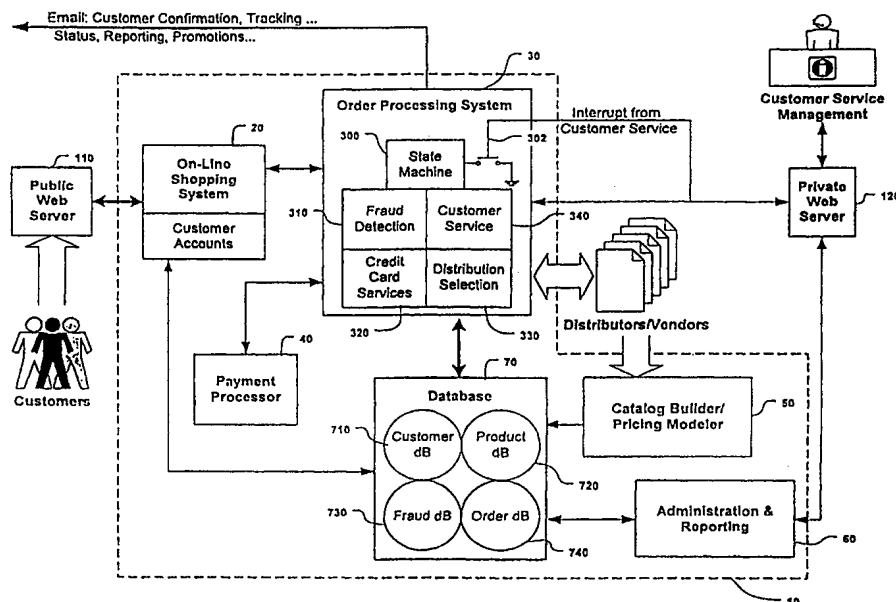 Email: Customer Confirmation, Tracking ...
Status, Reporting, Promotions...
30
Order Processing System
Interrupt from
Customer Service
302
300
State
Machine
Customer Service
Management
20
110
On-Lino
Shopping
System
Public
Web
Server
Customer
Accounts
310
Fraud
Detection
Customer
Service
340
Private
Web
Server
120
Credit
Card
Services
Distribution
Selection
320
330
Distributors/Vendors
40
Payment
Processor
Customers
70
Database
710
Customer
dB
Product
dB
720
730
Fraud dB
Order dB
740
Catalog Builder/
Pricing Modeler
50
Administration &
Reporting
60
10